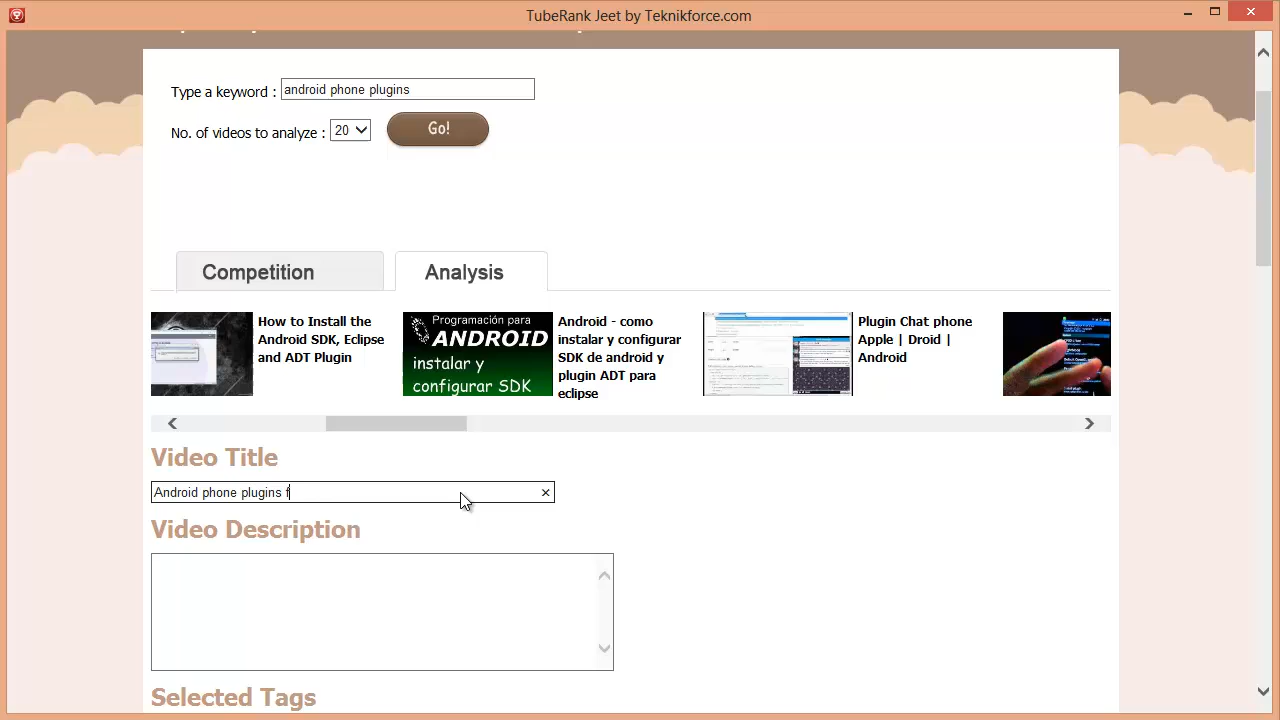 TubeRank Jeet by Teknikforce.com
Type a keyword : android phone plugins
No. of videos to analyze : 20 Go!
Competition Analysis
How to Install the
Android SDK, Eclipse
and ADT Plugin
Programación para
ANDROID
instalar y
configurar SDK
Android - como
instalar y configurar
SDK de android y
plugin ADT para
eclipse
Plugin Chat phone
Apple | Droid |
Android
Video Title
Android phone plugins f
Video Description
Selected Tags